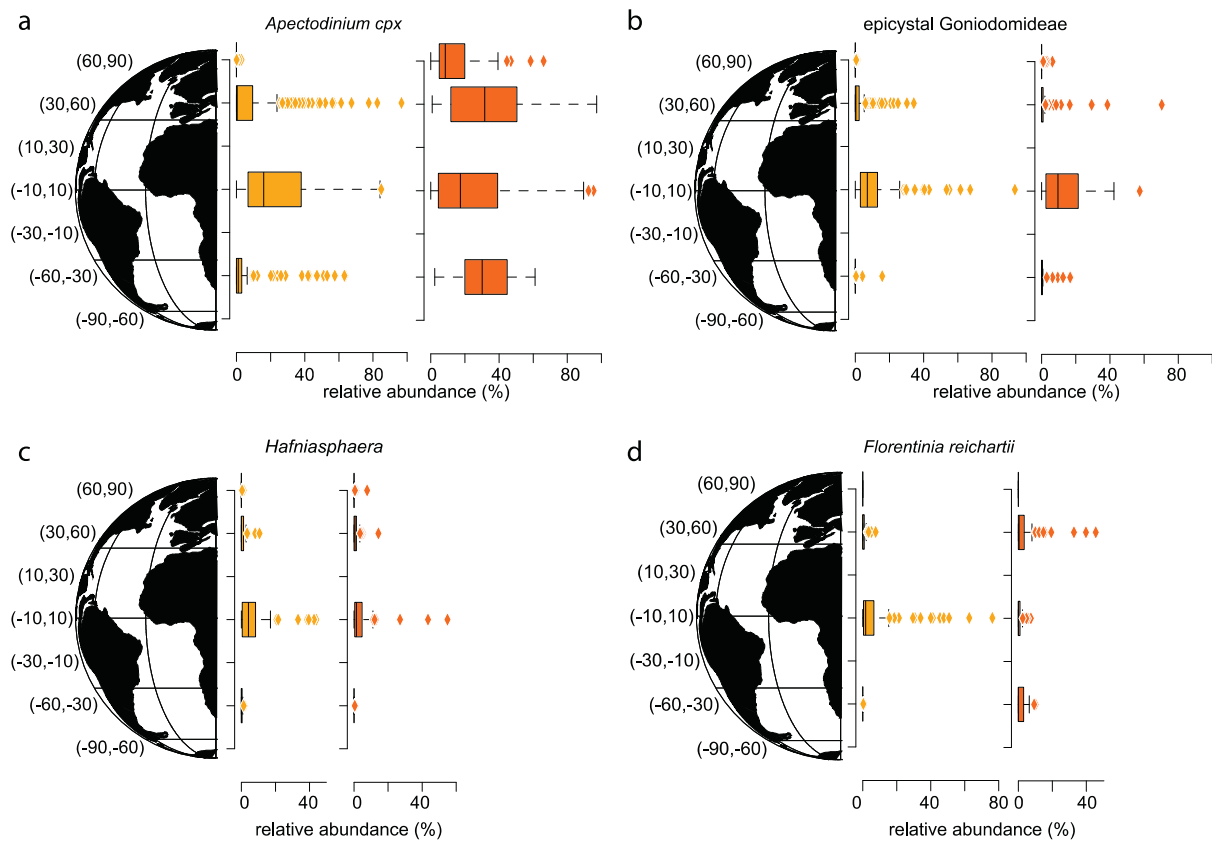 a
Apectodinium cpx
(60,90)
(30,60)
(10,30)
(-10,10)
(-30,-10)
(-60,-30)
(-90,-60)
0 40 80
0 40 80
relative abundance (%)
b
epicystal Goniodomideae
(60,90)
(30,60)
(10,30)
(-10,10)
(-30,-10)
(-60,-30)
(-90,-60)
0 40 80
0 40 80
relative abundance (%)
c
Hafniasphaera
(60,90)
(30,60)
(10,30)
(-10,10)
(-30,-10)
(-60,-30)
(-90,-60)
0 40
0 40
relative abundance (%)
d
Florentinia reichartii
(60,90)
(30,60)
(10,30)
(-10,10)
(-30,-10)
(-60,-30)
(-90,-60)
0 40 80
0 40
relative abundance (%)